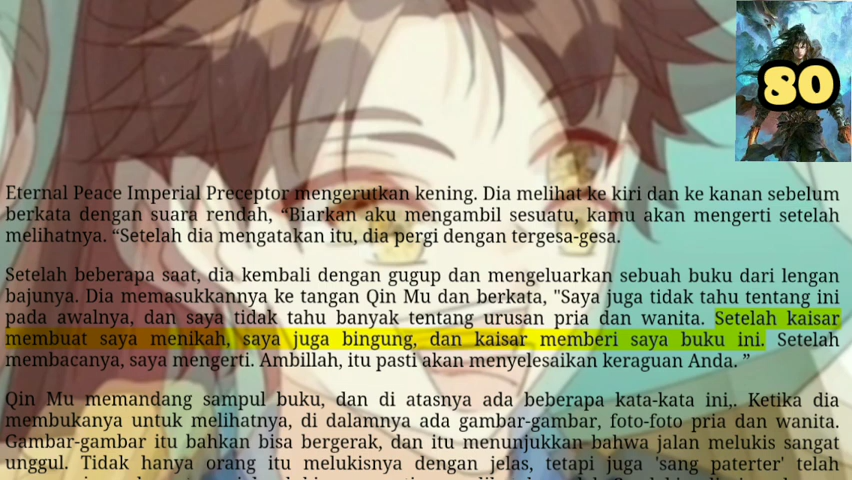 80
Eternal Peace Imperial Preceptor mengerutkan kening. Dia melihat ke kiri dan ke kanan sebelum
berkata dengan suara rendah, “Biarkan aku mengambil sesuatu, kamu akan mengerti setelah
melihatnya. “Setelah dia mengatakan itu, dia pergi dengan tergesa-gesa.
Setelah beberapa saat, dia kembali dengan gugup dan mengeluarkan sebuah buku dari lengan
bajunya. Dia memasukkannya ke tangan Qin Mu dan berkata, "Saya juga tidak tahu tentang ini
pada awalnya, dan saya tidak tahu banyak tentang urusan pria dan wanita. Setelah kaisar
membuat saya menikah, saya juga bingung, dan kaisar memberi saya buku ini. Setelah
membacanya, saya mengerti. Ambillah, itu pasti akan menyelesaikan keraguan Anda. ”
Qin Mu memandang sampul buku, dan di atasnya ada beberapa kata-kata ini,. Ketika dia
membukanya untuk melihatnya, di dalamnya ada gambar-gambar, foto-foto pria dan wanita.
Gambar-gambar itu bahkan bisa bergerak, dan itu menunjukkan bahwa jalan melukis sangat
unggul. Tidak hanya orang itu melukisnya dengan jelas, tetapi juga 'sang paterter' telah